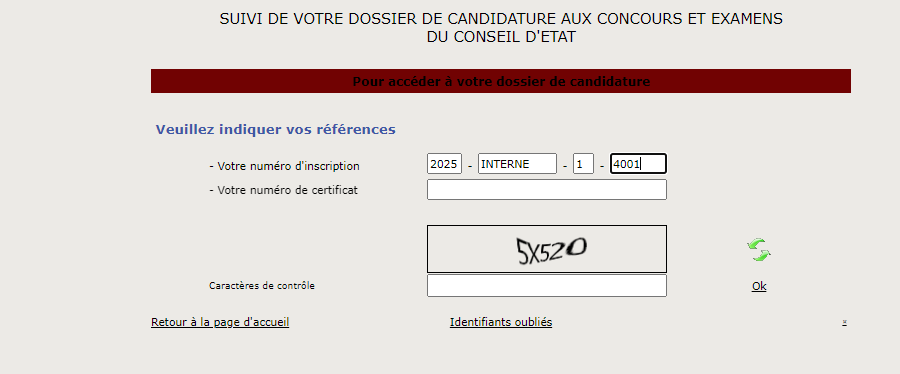 SUIVI DE VOTRE DOSSIER DE CANDIDATURE AUX CONCOURS ET EXAMENS
DU CONSEIL D'ETAT
Pour accéder à votre dossier de candidature
Veuillez indiquer vos références
- Votre numéro d'inscription 2025 - INTERNE - 1 - 4001
- Votre numéro de certificat
5X520
Caractères de contrôle Ok
Retour à la page d'accueil Identifiants oubliés